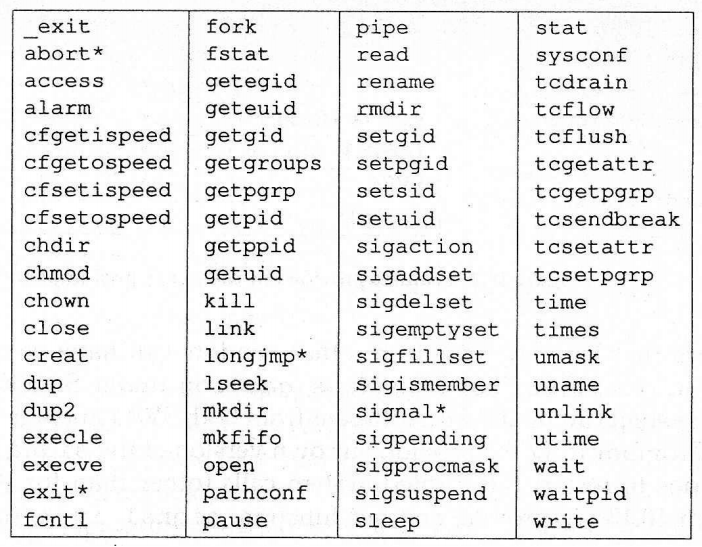 _exit fork pipe stat
abort* fstat read sysconf
access getegid rename tcdrain
alarm geteuid rmdir tcflow
cfgetispeed getgid setgid tcflush
cfgetospeed getgroups setpgid tcgetattr
cfsetispeed getpgrp setsid tcgetpgrp
cfsetospeed getpid setuid tcsendbreak
chdir getppid sigaction tcsetattr
chmod getuid sigaddset tcsetpgrp
chown kill sigdelset time
close link sigemptyset times
creat longjmp* sigfillset umask
dup lseek sigismember uname
dup2 mkdir signal* unlink
execle mkfifo sigpending utime
execve open sigprocmask wait
exit* pathconf sigsuspend waitpid
fcntl pause sleep write